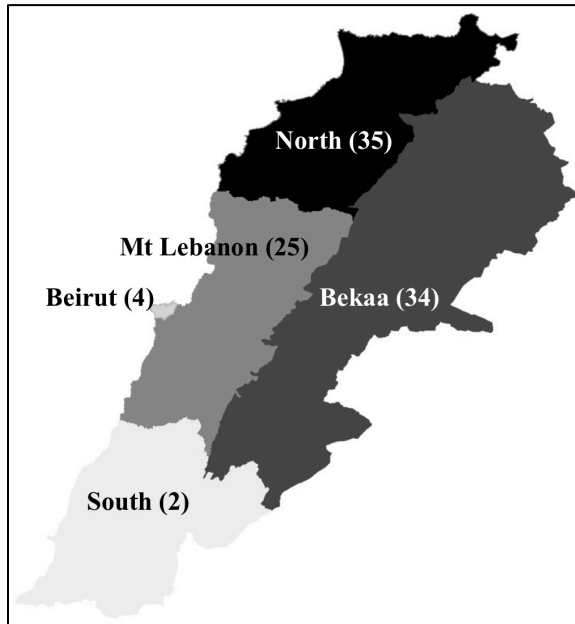 North (35)
Mt Lebanon (25)
Beirut (4)
Bekaa (34)
South (2)